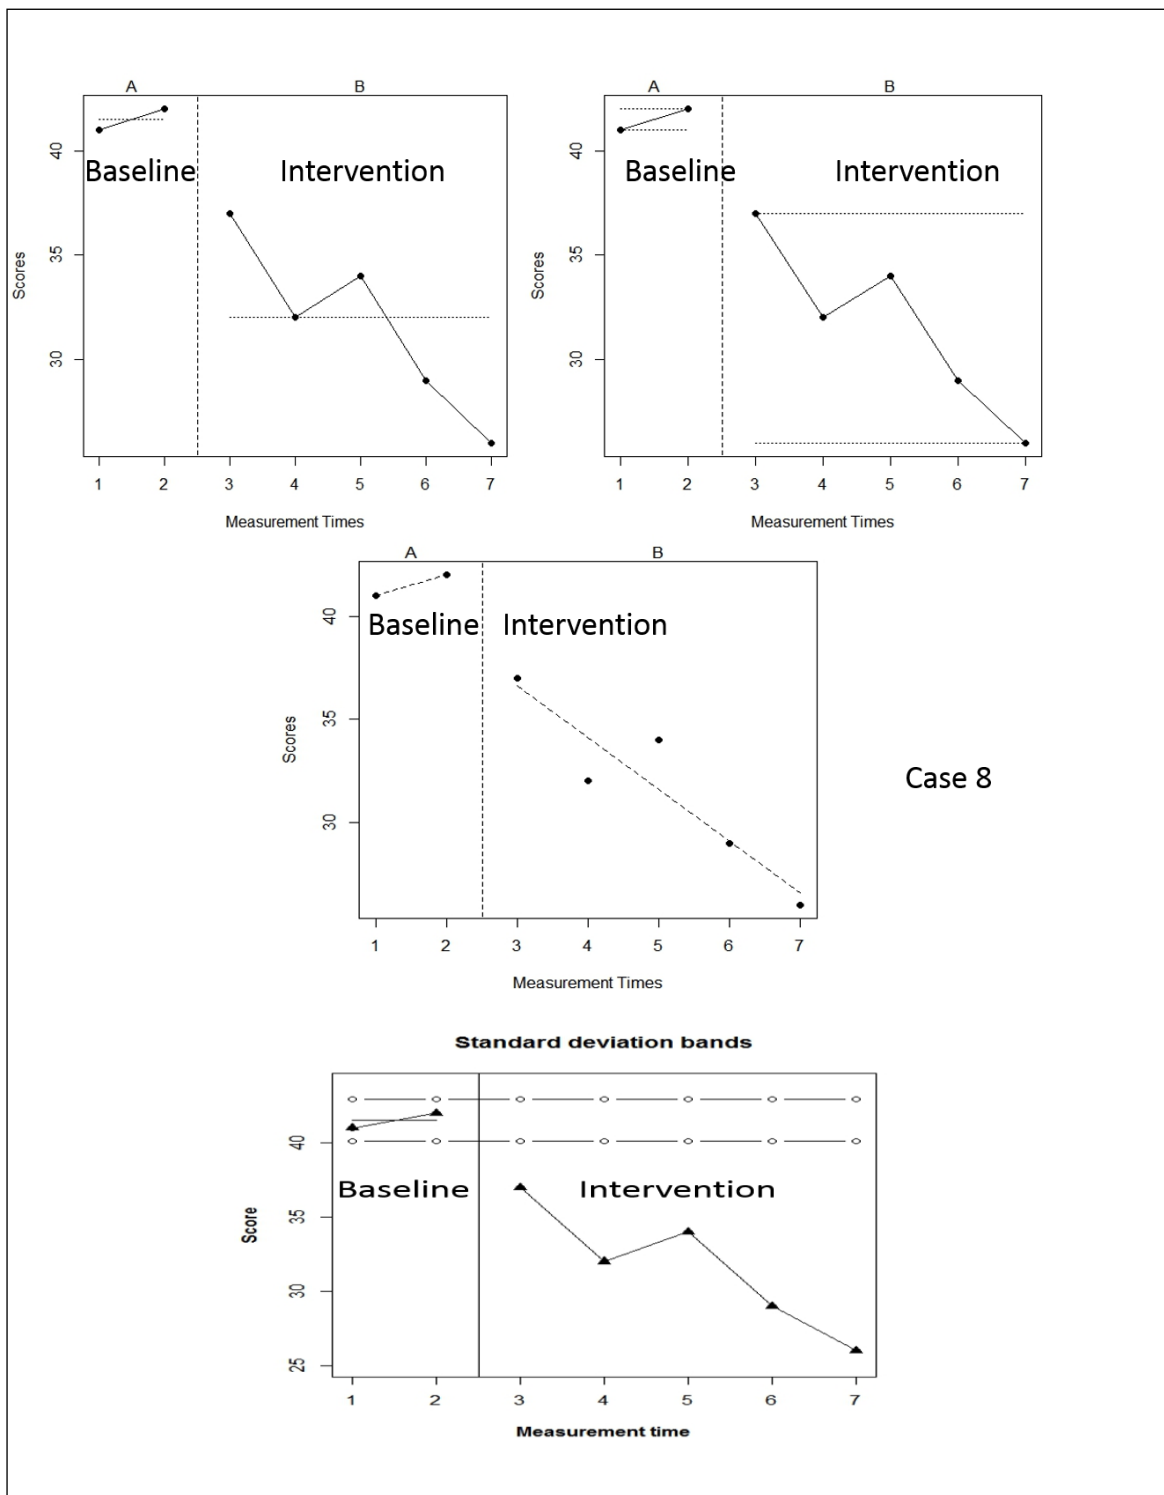 A B
Baseline Intervention
Scores
40
35
30
1 2 3 4 5 6 7
Measurement Times
A B
Baseline Intervention
Scores
40
35
30
1 2 3 4 5 6 7
Measurement Times
A B
Baseline Intervention
Scores
40
35
30
1 2 3 4 5 6 7
Measurement Times
Case 8
Standard deviation bands
Baseline Intervention
Score
40
35
30
25
1 2 3 4 5 6 7
Measurement time